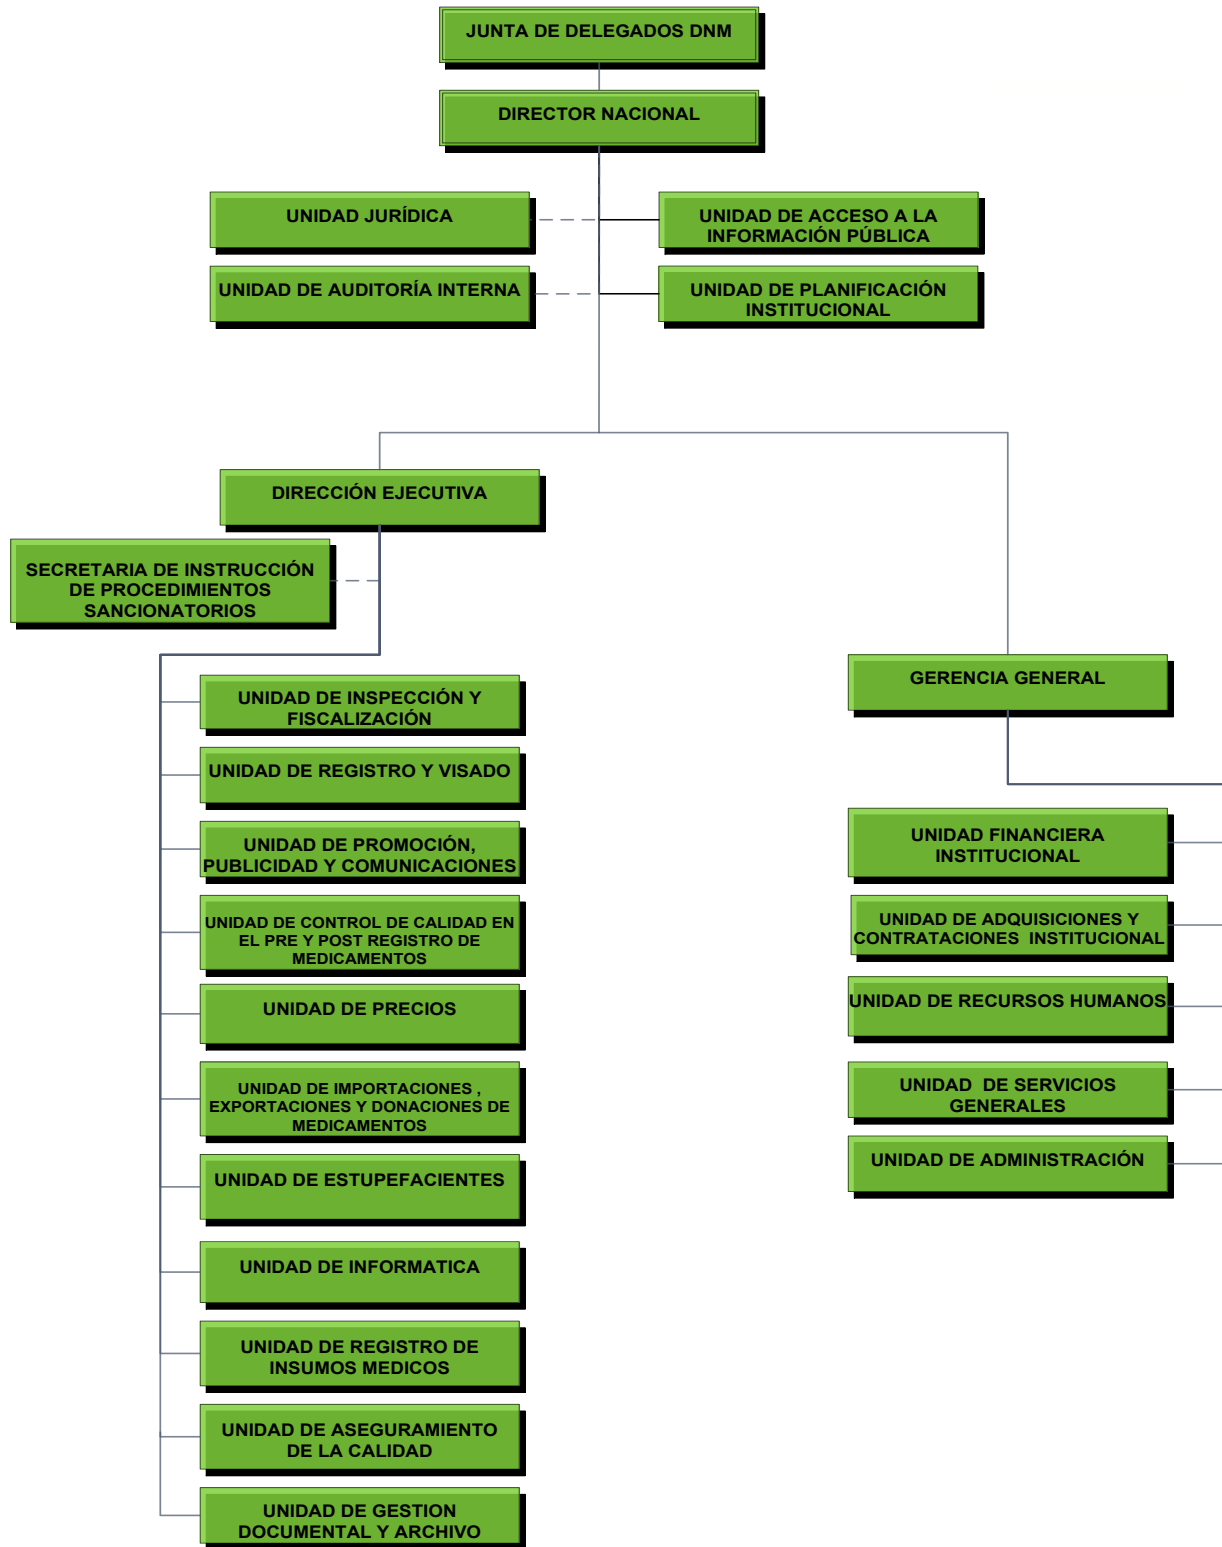 JUNTA DE DELEGADOS DNM
DIRECTOR NACIONAL
UNIDAD JURÍDICA
UNIDAD DE ACCESO A LA
INFORMACIÓN PÚBLICA
UNIDAD DE AUDITORÍA INTERNA
UNIDAD DE PLANIFICACIÓN
INSTITUCIONAL
DIRECCIÓN EJECUTIVA
SECRETARIA DE INSTRUCCIÓN
DE PROCEDIMIENTOS
SANCIONATORIOS
UNIDAD DE INSPECCIÓN Y
FISCALIZACIÓN
UNIDAD DE REGISTRO Y VISADO
UNIDAD DE PROMOCIÓN,
PUBLICIDAD Y COMUNICACIONES
UNIDAD DE CONTROL DE CALIDAD EN
EL PRE Y POST REGISTRO DE
MEDICAMENTOS
UNIDAD DE PRECIOS
UNIDAD DE IMPORTACIONES ,
EXPORTACIONES Y DONACIONES DE
MEDICAMENTOS
UNIDAD DE ESTUPEFACIENTES
UNIDAD DE INFORMATICA
UNIDAD DE REGISTRO DE
INSUMOS MEDICOS
UNIDAD DE ASEGURAMIENTO
DE LA CALIDAD
UNIDAD DE GESTION
DOCUMENTAL Y ARCHIVO
GERENCIA GENERAL
UNIDAD FINANCIERA
INSTITUCIONAL
UNIDAD DE ADQUISICIONES Y
CONTRATACIONES INSTITUCIONAL
UNIDAD DE RECURSOS HUMANOS
UNIDAD DE SERVICIOS
GENERALES
UNIDAD DE ADMINISTRACIÓN